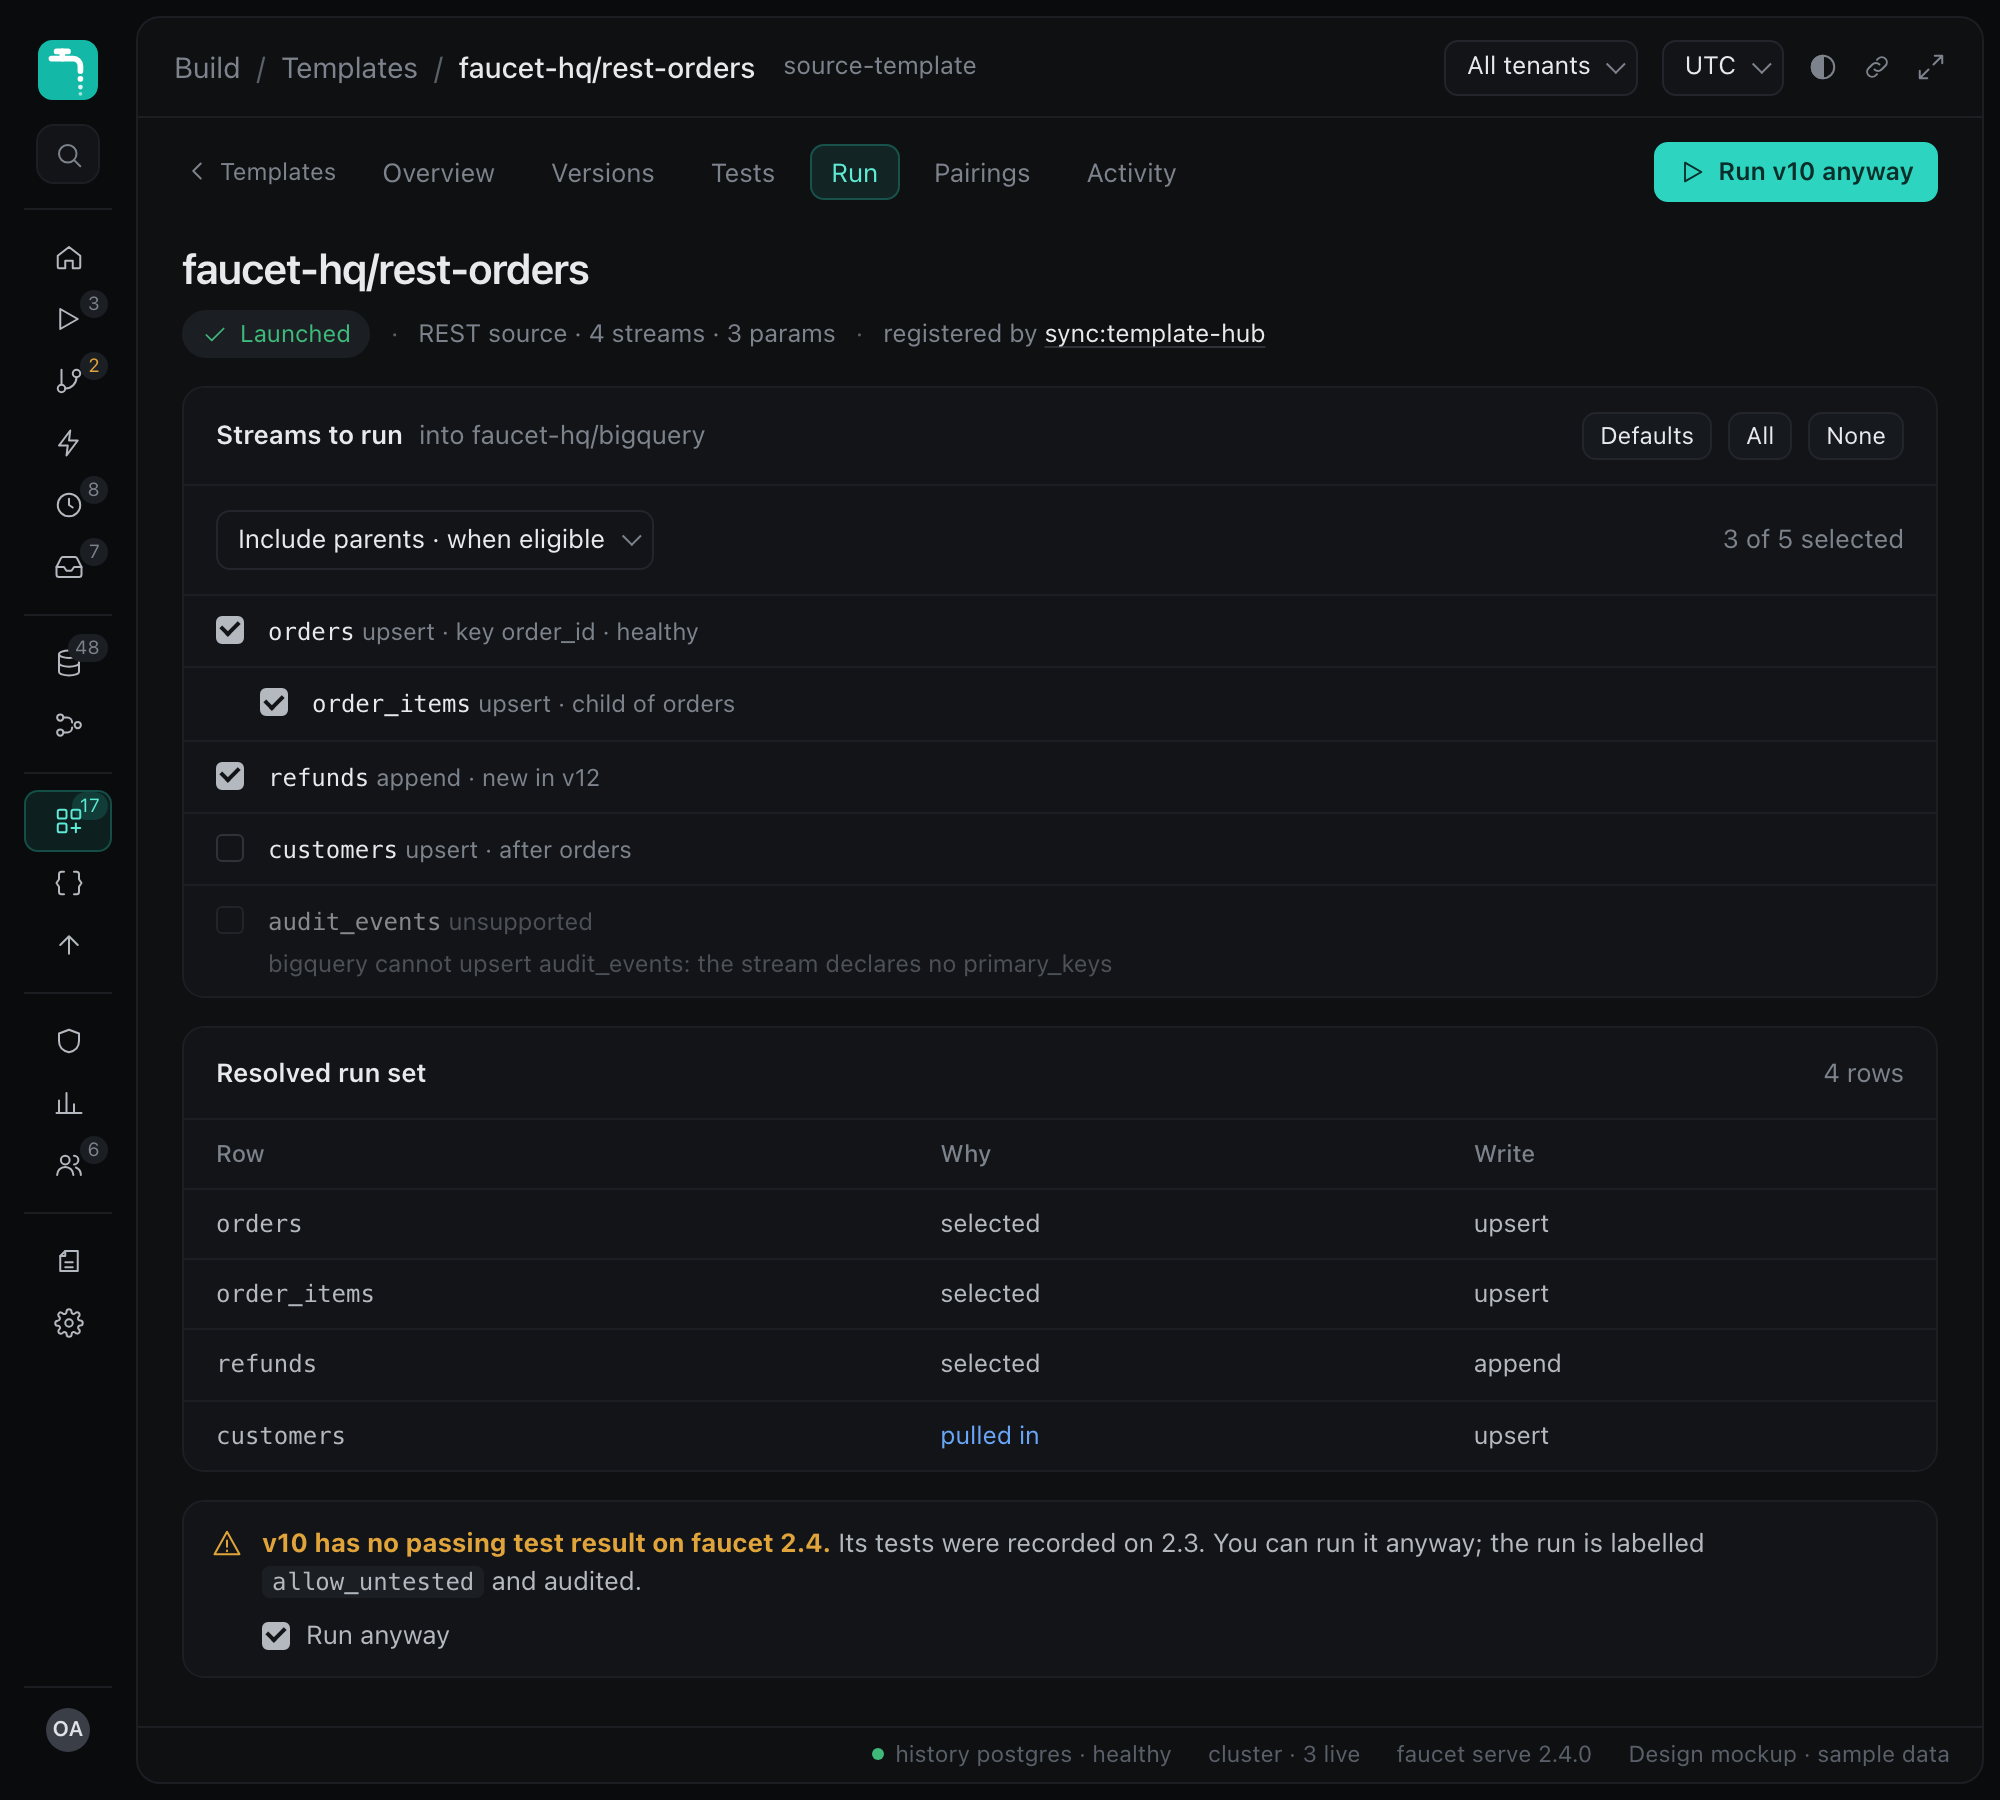 Build / Templates / faucet-hq/rest-orders source-template
All tenants
UTC
Templates
Overview
Versions
Tests
Run
Pairings
Activity
Run v10 anyway
3
2
8
7
48
17
6
OA
faucet-hq/rest-orders
Launched · REST source · 4 streams · 3 params · registered by sync:template-hub
Streams to run into faucet-hq/bigquery
Defaults
All
None
Include parents · when eligible
3 of 5 selected
orders upsert · key order_id · healthy
order_items upsert · child of orders
refunds append · new in v12
customers upsert · after orders
audit_events unsupported
bigquery cannot upsert audit_events: the stream declares no primary_keys
Resolved run set
4 rows
Row Why Write
orders selected upsert
order_items selected upsert
refunds selected append
customers pulled in upsert
v10 has no passing test result on faucet 2.4. Its tests were recorded on 2.3. You can run it anyway; the run is labelled
allow_untested and audited.
Run anyway
history postgres · healthy
cluster · 3 live
faucet serve 2.4.0
Design mockup · sample data